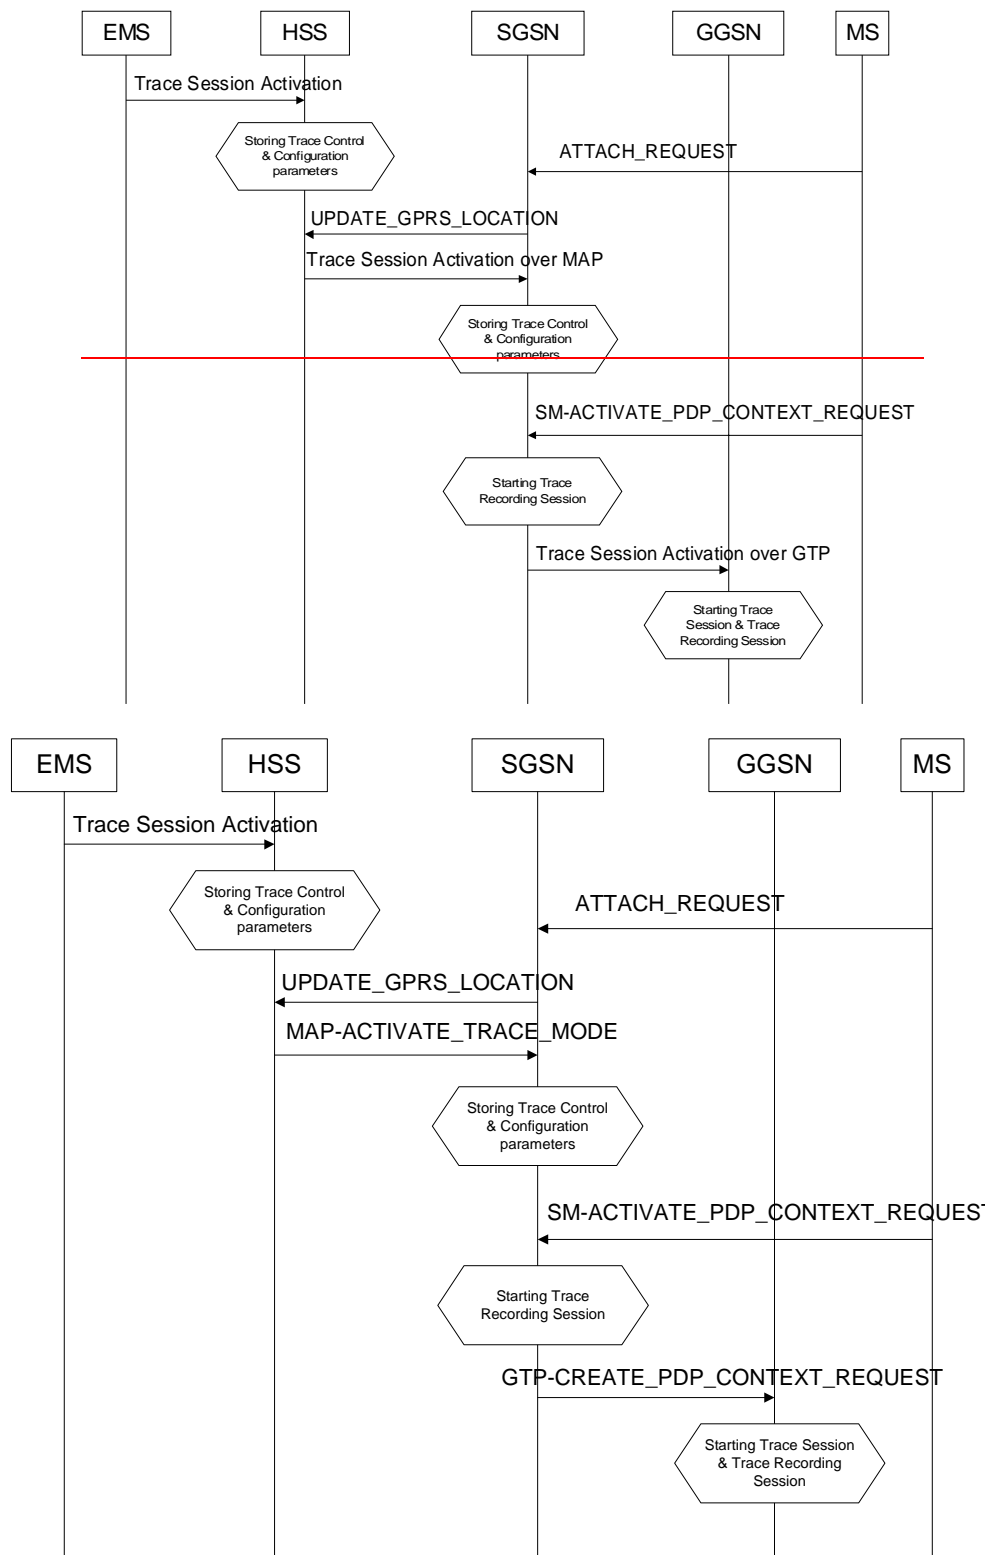 EMS HSS SGSN GGSN MS
Trace Session Activation
Storing Trace Control
& Configuration
parameters
ATTACH_REQUEST
UPDATE_GPRS_LOCATION
Trace Session Activation over MAP
Storing Trace Control
& Configuration
parameters
SM-ACTIVATE_PDP_CONTEXT_REQUEST
Starting Trace
Recording Session
Trace Session Activation over GTP
Starting Trace
Session & Trace
Recording Session
EMS HSS SGSN GGSN MS
Trace Session Activation
Storing Trace Control
& Configuration
parameters
ATTACH_REQUEST
UPDATE_GPRS_LOCATION
MAP-ACTIVATE_TRACE_MODE
Storing Trace Control
& Configuration
parameters
SM-ACTIVATE_PDP_CONTEXT_REQUEST
Starting Trace
Recording Session
GTP-CREATE_PDP_CONTEXT_REQUEST
Starting Trace Session
& Trace Recording
Session